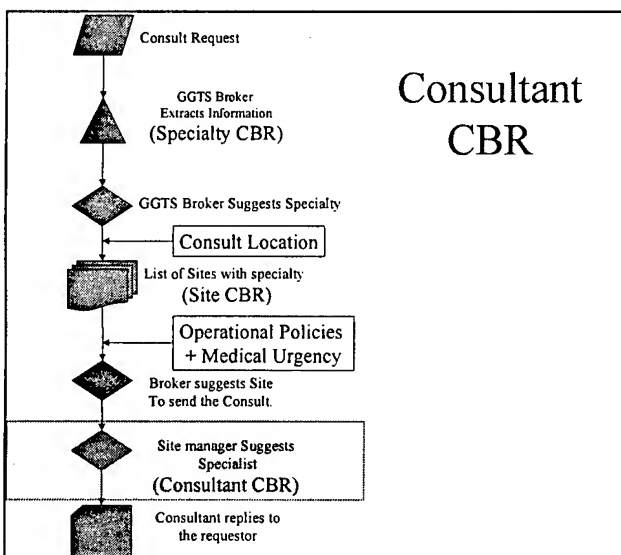 Consult Request
Consultant
CBR
GGTS Broker
Extracts Information
(Specialty CBR)
GGTS Broker Suggests Specialty
Consult Location
List of Sites with specialty
(Site CBR)
Operational Policies
+ Medical Urgency
Broker suggests Site
To send the Consult.
Site manager Suggests
Specialist
(Consultant CBR)
Consultant replies to
the requestor